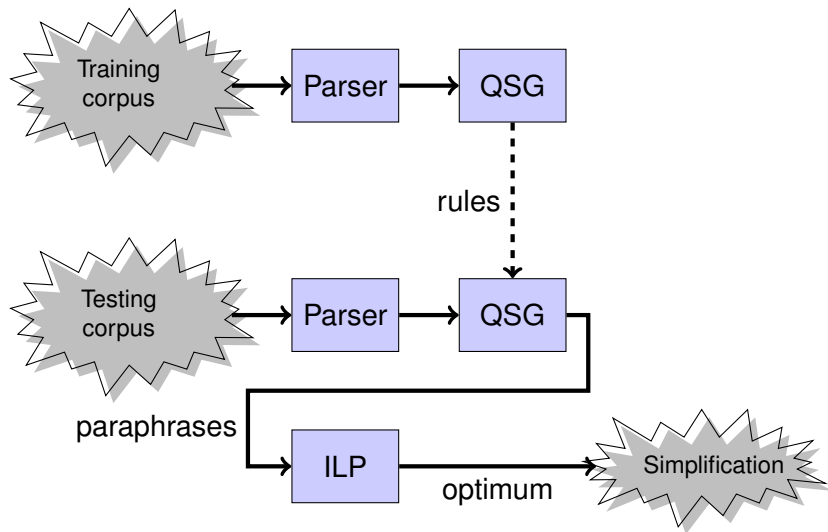 Training
corpus
Parser
QSG
rules
Testing
corpus
Parser
QSG
paraphrases
ILP
optimum
Simplification